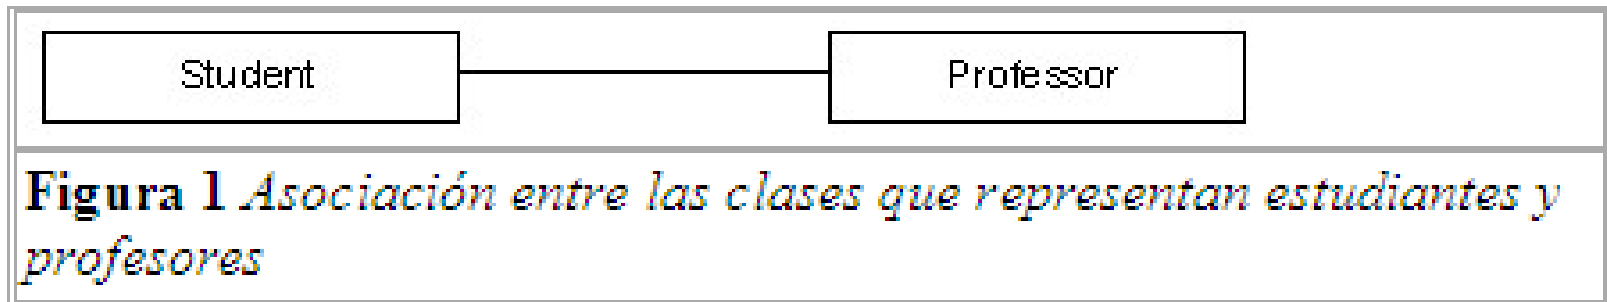 Student Professor
Figura 1 Asociación entre las clases que representan estudiantes y
profesores